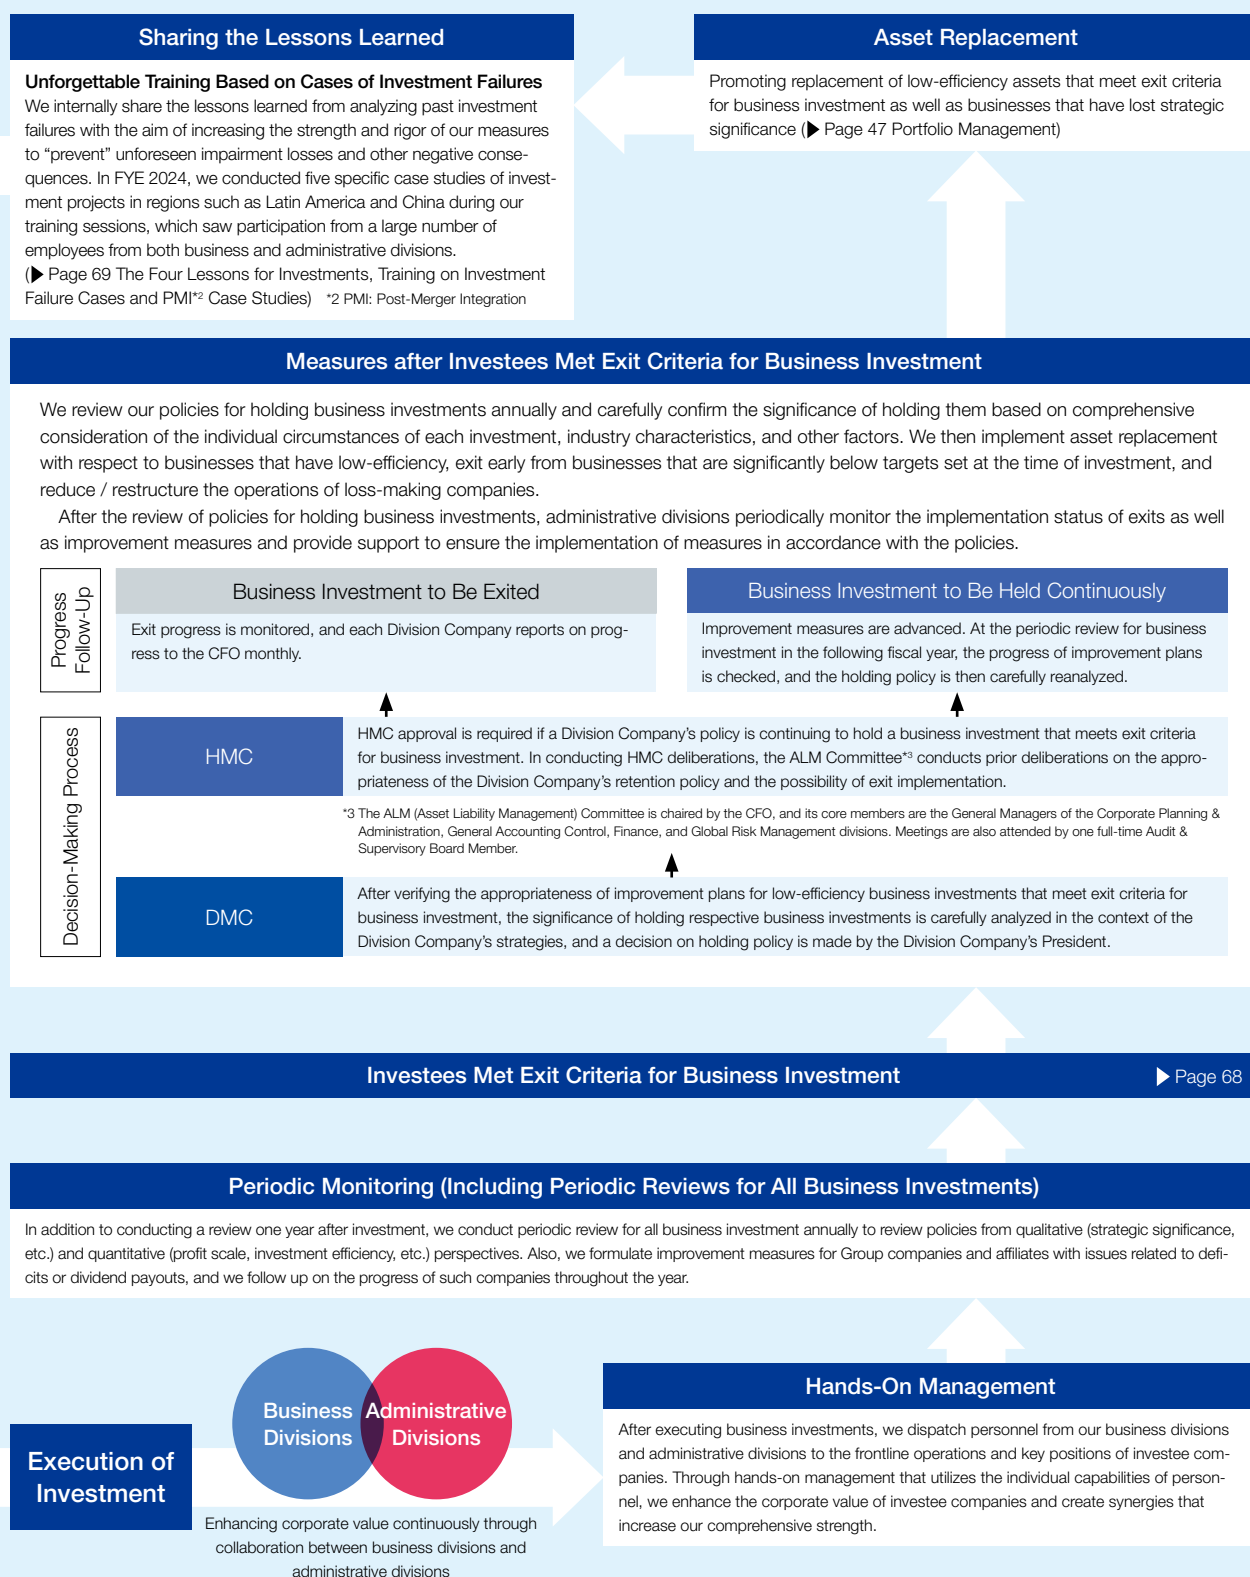 Sharing the Lessons Learned
Unforgettable Training Based on Cases of Investment Failures
We internally share the lessons learned from analyzing past investment
failures with the aim of increasing the strength and rigor of our measures
to “prevent” unforeseen impairment losses and other negative conse-
quences. In FYE 2024, we conducted five specific case studies of invest-
ment projects in regions such as Latin America and China during our
training sessions, which saw participation from a large number of
employees from both business and administrative divisions.
(▶ Page 69 The Four Lessons for Investments, Training on Investment
Failure Cases and PMI*2 Case Studies) *2 PMI: Post-Merger Integration
Asset Replacement
Promoting replacement of low-efficiency assets that meet exit criteria
for business investment as well as businesses that have lost strategic
significance (▶ Page 47 Portfolio Management)
Measures after Investees Met Exit Criteria for Business Investment
We review our policies for holding business investments annually and carefully confirm the significance of holding them based on comprehensive
consideration of the individual circumstances of each investment, industry characteristics, and other factors. We then implement asset replacement
with respect to businesses that have low-efficiency, exit early from businesses that are significantly below targets set at the time of investment, and
reduce / restructure the operations of loss-making companies.
After the review of policies for holding business investments, administrative divisions periodically monitor the implementation status of exits as well
as improvement measures and provide support to ensure the implementation of measures in accordance with the policies.
Progress
Follow-Up
Business Investment to Be Exited
Exit progress is monitored, and each Division Company reports on prog-
ress to the CFO monthly.
Business Investment to Be Held Continuously
Improvement measures are advanced. At the periodic review for business
investment in the following fiscal year, the progress of improvement plans
is checked, and the holding policy is then carefully reanalyzed.
Decision-Making Process
HMC
HMC approval is required if a Division Company’s policy is continuing to hold a business investment that meets exit criteria
for business investment. In conducting HMC deliberations, the ALM Committee*3 conducts prior deliberations on the appro-
priateness of the Division Company’s retention policy and the possibility of exit implementation.
*3 The ALM (Asset Liability Management) Committee is chaired by the CFO, and its core members are the General Managers of the Corporate Planning &
Administration, General Accounting Control, Finance, and Global Risk Management divisions. Meetings are also attended by one full-time Audit &
Supervisory Board Member.
DMC
After verifying the appropriateness of improvement plans for low-efficiency business investments that meet exit criteria for
business investment, the significance of holding respective business investments is carefully analyzed in the context of the
Division Company’s strategies, and a decision on holding policy is made by the Division Company’s President.
Investees Met Exit Criteria for Business Investment
▶ Page 68
Periodic Monitoring (Including Periodic Reviews for All Business Investments)
In addition to conducting a review one year after investment, we conduct periodic review for all business investment annually to review policies from qualitative (strategic significance,
etc.) and quantitative (profit scale, investment efficiency, etc.) perspectives. Also, we formulate improvement measures for Group companies and affiliates with issues related to defi-
cits or dividend payouts, and we follow up on the progress of such companies throughout the year.
Execution of
Investment
Business
Divisions
Administrative
Divisions
Enhancing corporate value continuously through
collaboration between business divisions and
administrative divisions
Hands-On Management
After executing business investments, we dispatch personnel from our business divisions
and administrative divisions to the frontline operations and key positions of investee com-
panies. Through hands-on management that utilizes the individual capabilities of person-
nel, we enhance the corporate value of investee companies and create synergies that
increase our comprehensive strength.